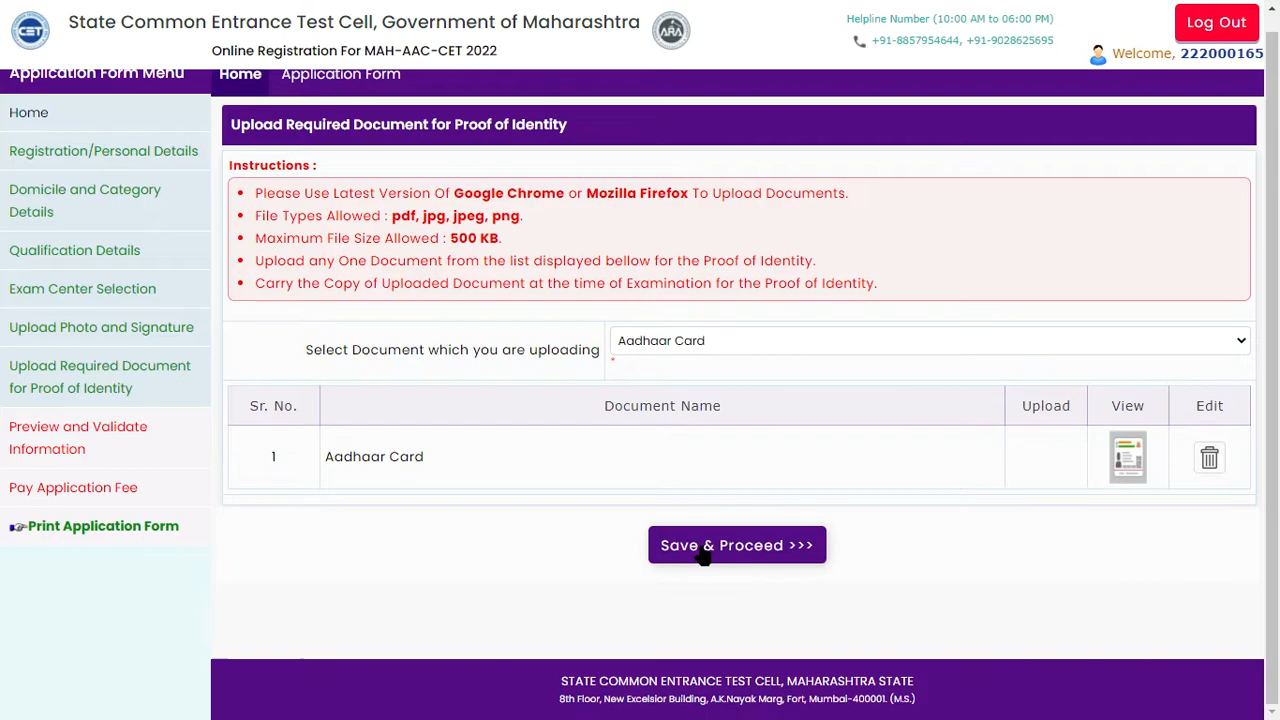 State Common Entrance Test Cell, Government of Maharashtra
Online Registration For MAH-AAC-CET 2022
CET
ARA
Helpline Number (10:00 AM to 06:00 PM)
+91-8857954644, +91-9028625695
Log Out
Welcome, 222000165
Application Form Menu
Home
Registration/Personal Details
Domicile and Category
Details
Qualification Details
Exam Center Selection
Upload Photo and Signature
Upload Required Document
for Proof of Identity
Preview and Validate
Information
Pay Application Fee
Print Application Form
Home Application Form
Upload Required Document for Proof of Identity
Instructions :
• Please Use Latest Version Of Google Chrome or Mozilla Firefox To Upload Documents.
• File Types Allowed : pdf, jpg, jpeg, png.
• Maximum File Size Allowed : 500 KB.
• Upload any One Document from the list displayed bellow for the Proof of Identity.
• Carry the Copy of Uploaded Document at the time of Examination for the Proof of Identity.
Select Document which you are uploading Aadhaar Card
*
Sr. No. Document Name Upload View Edit
1 Aadhaar Card
Save & Proceed >>>
STATE COMMON ENTRANCE TEST CELL, MAHARASHTRA STATE
8th Floor, New Excelsior Building, A.K.Nayak Marg, Fort, Mumbai-400001. (M.S.)